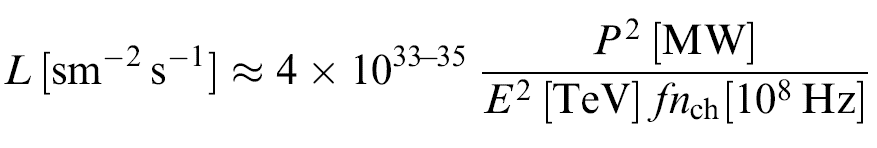 L [sm⁻² s⁻¹] ≈ 4 × 10³³⁻³⁵ P² [MW] / E² [TeV] fn_ch[10⁸ Hz]